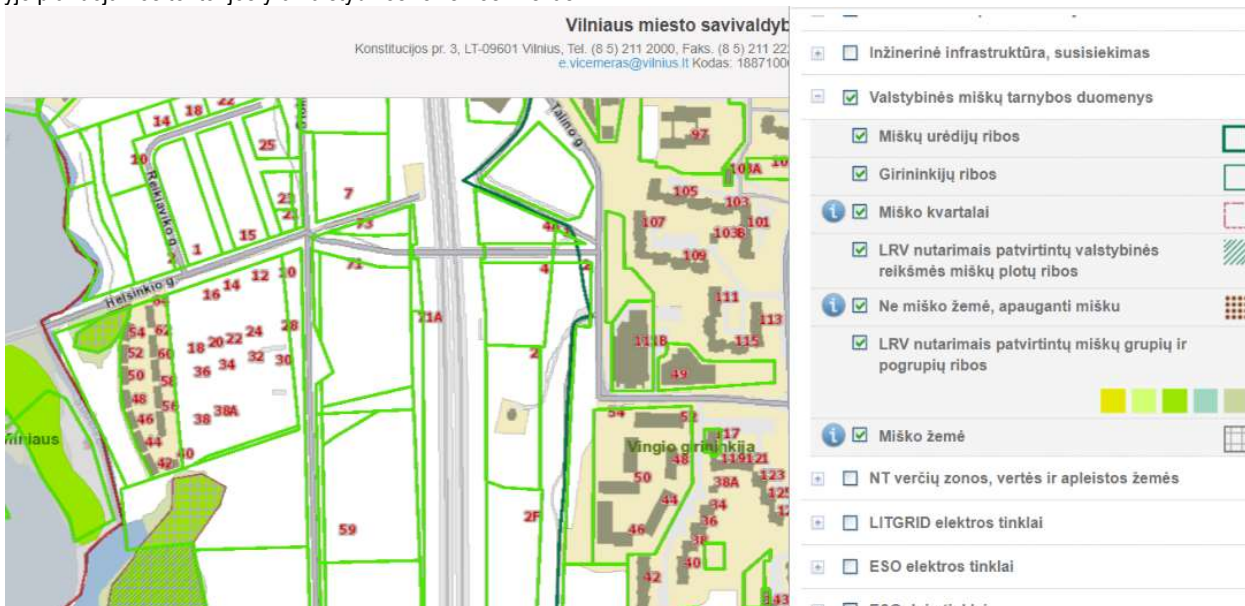 Vilniaus miesto savivaldyb
Konstitucijos pr. 3, LT-09601 Vilnius, Tel. (8 5) 211 2000, Faks. (8 5) 211 22
e.vicemeras@vilnius.lt Kodas: 18871006
Inžinerinė infrastruktūra, susisiekimas
Valstybinės miškų tarnybos duomenys
Miškų urėdijų ribos
Girininkijų ribos
Miško kvartalai
LRV nutarimais patvirtintų valstybinės
reikšmės miškų plotų ribos
Ne miško žemė, apauganti mišku
LRV nutarimais patvirtintų miškų grupių ir
pogrupių ribos
Miško žemė
NT verčių zonos, vertės ir apleistos žemės
LITGRID elektros tinklai
ESO elektros tinklai
22
18
14
10
25
Reikjaviko g.
Talino g.
97
103A
105
103
7
73
1
15
2
107
101
103B
109
Helsinkio g.
12
10
14
16
71
4
2
21A
111
113
111B
115
54
62
52
60
50
58
48
56
46
44
42
40
18
20
22
24
28
36
34
32
30
38
38A
2
49
54
52
117
Vingio girininkija
48
119
121
50
38A
123
44
34
36
46
38
40
42
143
59
2F